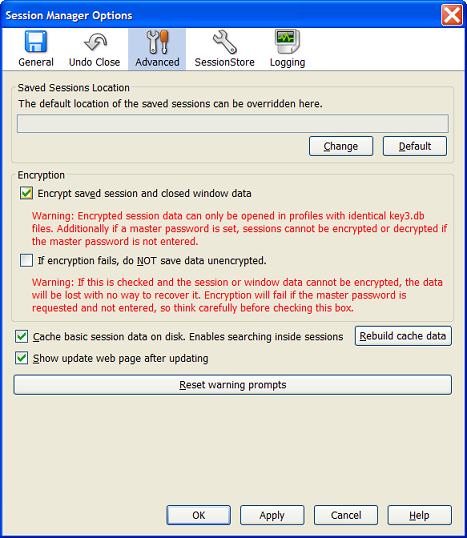 Session Manager Options
General
Undo Close
Advanced
SessionStore
Logging
Saved Sessions Location
The default location of the saved sessions can be overridden here.
Change
Default
Encryption
Encrypt saved session and closed window data
Warning: Encrypted session data can only be opened in profiles with identical key3.db
files. Additionally if a master password is set, sessions cannot be encrypted or decrypted if
the master password is not entered.
If encryption fails, do NOT save data unencrypted.
Warning: If this is checked and the session or window data cannot be encrypted, the data
will be lost with no way to recover it. Encryption will fail if the master password is
requested and not entered, so think carefully before checking this box.
Cache basic session data on disk. Enables searching inside sessions
Rebuild cache data
Show update web page after updating
Reset warning prompts
OK
Apply
Cancel
Help